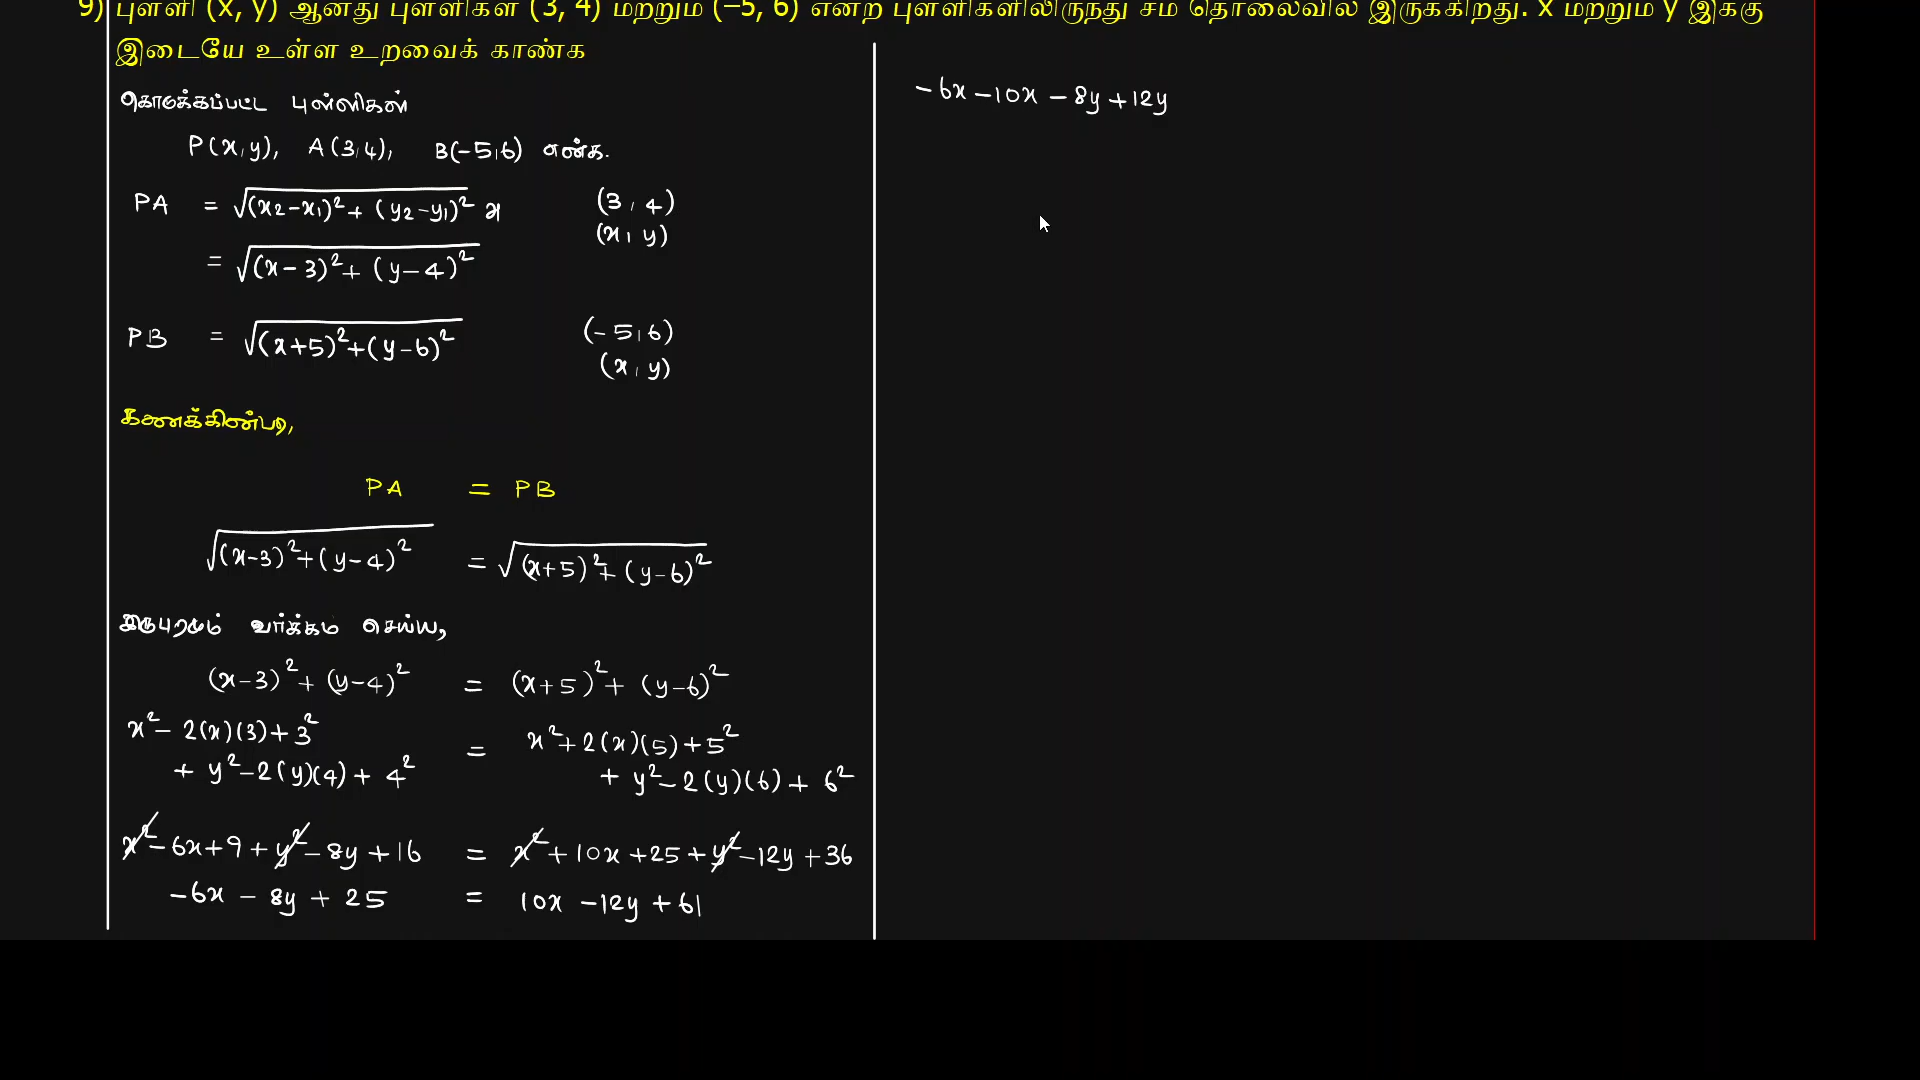 9) புள்ளி (x, y) ஆனது புள்ளிகள் (3, 4) மற்றும் (–5, 6) என்ற புள்ளிகளிலிருந்து சம தொலைவில் இருக்கிறது. x மற்றும் y இக்கு
இடையே உள்ள உறவைக் காண்க
கொடுக்கப்பட்ட புள்ளிகள்
P(x, y), A(3, 4), B(-5, 6) என்க.
PA = √(x₂-x₁)² + (y₂-y₁)² அ (3, 4)
(x, y)
= √(x-3)² + (y-4)²
PB = √(x+5)² + (y-6)² (-5, 6)
(x, y)
கணக்கின்படி,
PA = PB
√(x-3)² + (y-4)² = √(x+5)² + (y-6)²
இருபுறமும் வர்க்கம் செய்ய,
(x-3)² + (y-4)² = (x+5)² + (y-6)²
x² - 2(x)(3) + 3² + y² - 2(y)(4) + 4² = x² + 2(x)(5) + 5² + y² - 2(y)(6) + 6²
x² - 6x + 9 + y² - 8y + 16 = x² + 10x + 25 + y² - 12y + 36
-6x - 8y + 25 = 10x - 12y + 61
-6x - 10x - 8y + 12y